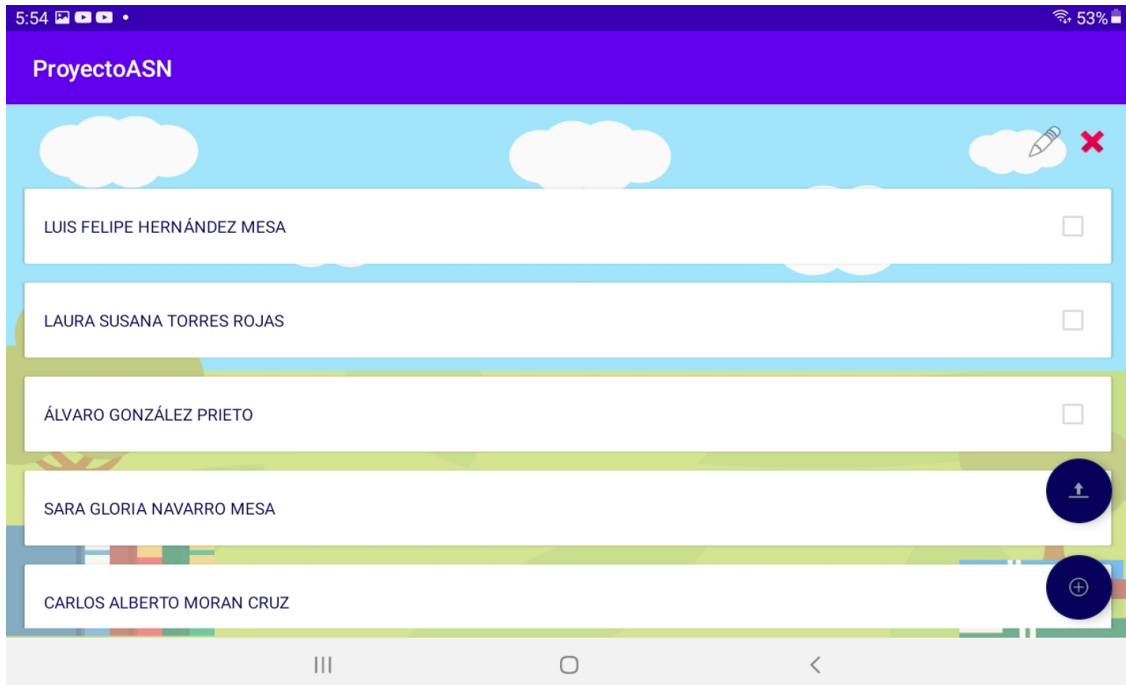 5:54 53%
ProyectoASN
LUIS FELIPE HERNÁNDEZ MESA
LAURA SUSANA TORRES ROJAS
ÁLVARO GONZÁLEZ PRIETO
SARA GLORIA NAVARRO MESA
CARLOS ALBERTO MORAN CRUZ